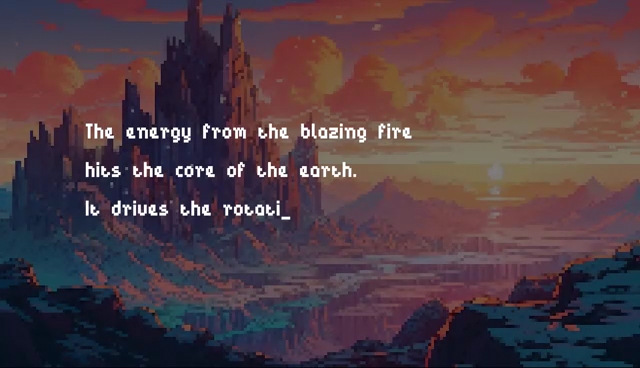 The energy from the blazing fire
hits the core of the earth.
It drives the rotati_